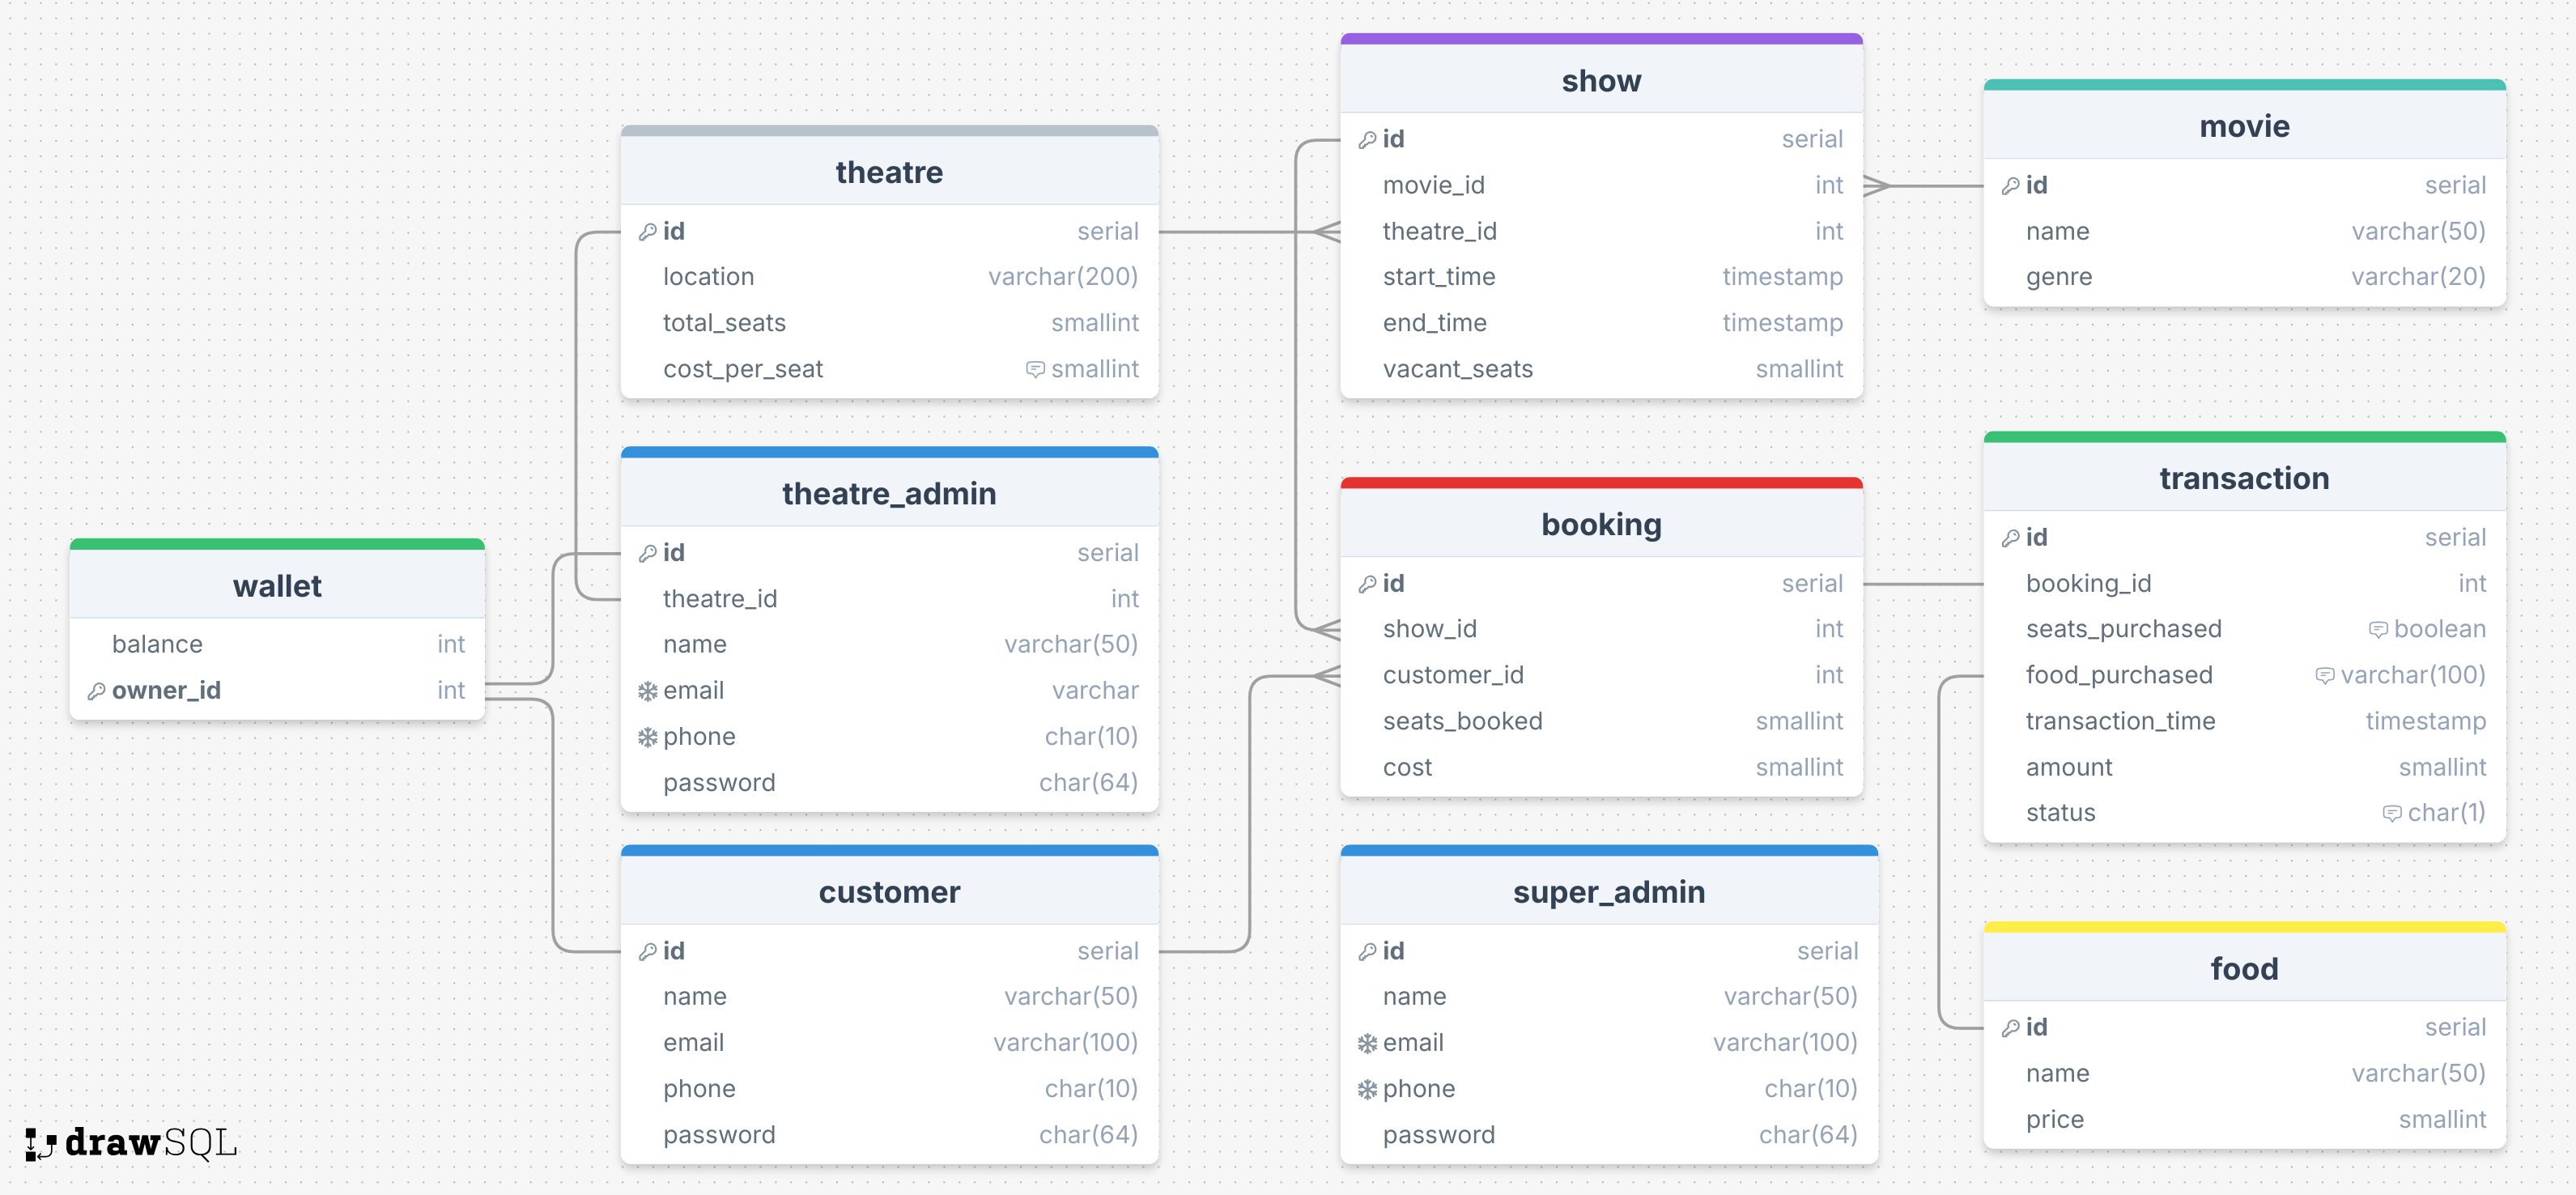 wallet
balance int
owner_id int
theatre
id serial
location varchar(200)
total_seats smallint
cost_per_seat smallint
theatre_admin
id serial
theatre_id int
name varchar(50)
email varchar
phone char(10)
password char(64)
customer
id serial
name varchar(50)
email varchar(100)
phone char(10)
password char(64)
show
id serial
movie_id int
theatre_id int
start_time timestamp
end_time timestamp
vacant_seats smallint
booking
id serial
show_id int
customer_id int
seats_booked smallint
cost smallint
super_admin
id serial
name varchar(50)
email varchar(100)
phone char(10)
password char(64)
movie
id serial
name varchar(50)
genre varchar(20)
transaction
id serial
booking_id int
seats_purchased boolean
food_purchased varchar(100)
transaction_time timestamp
amount smallint
status char(1)
food
id serial
name varchar(50)
price smallint
drawSQL